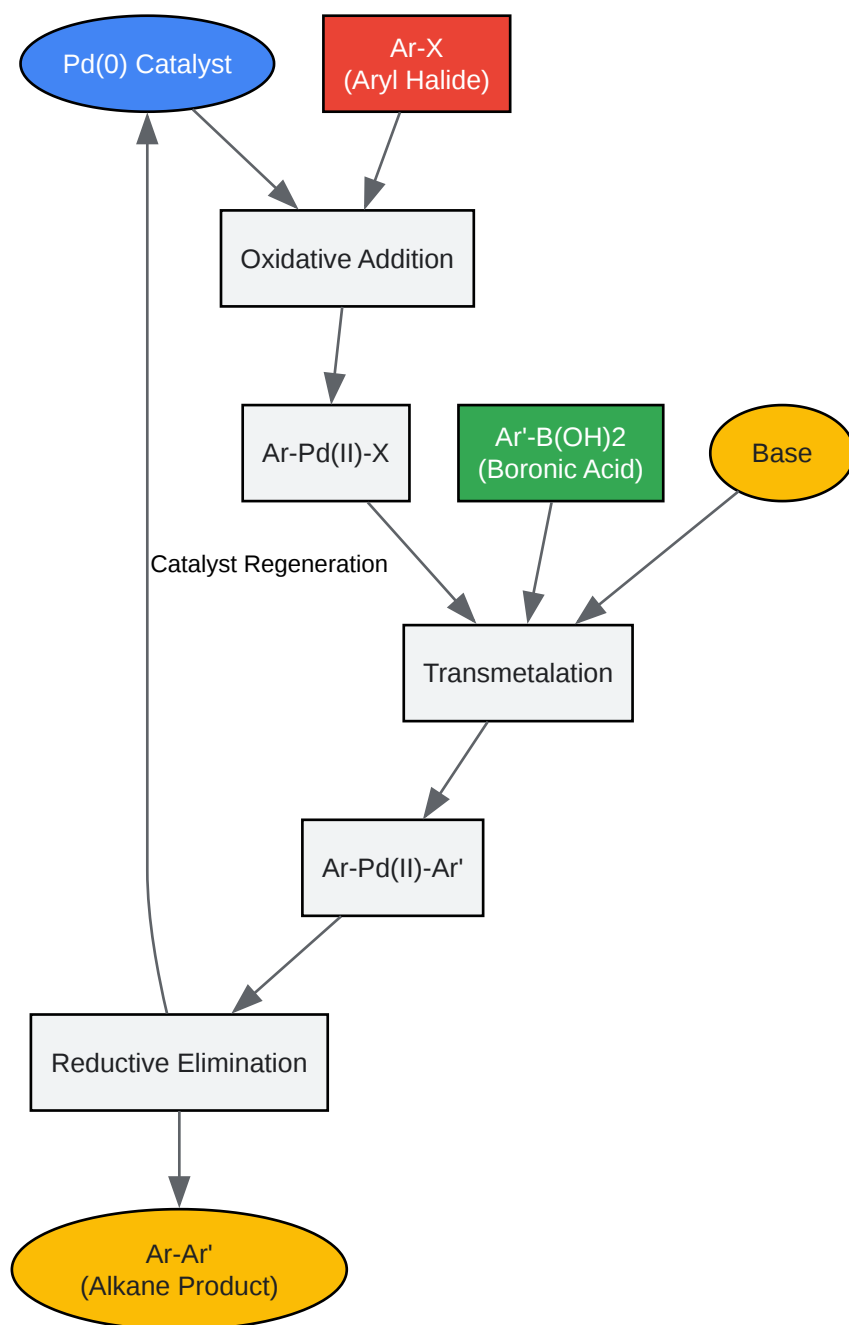 Pd(0) Catalyst
Ar-X
(Aryl Halide)
Oxidative Addition
Ar-Pd(II)-X
Ar'-B(OH)2
(Boronic Acid)
Base
Catalyst Regeneration
Transmetalation
Ar-Pd(II)-Ar'
Reductive Elimination
Ar-Ar'
(Alkane Product)